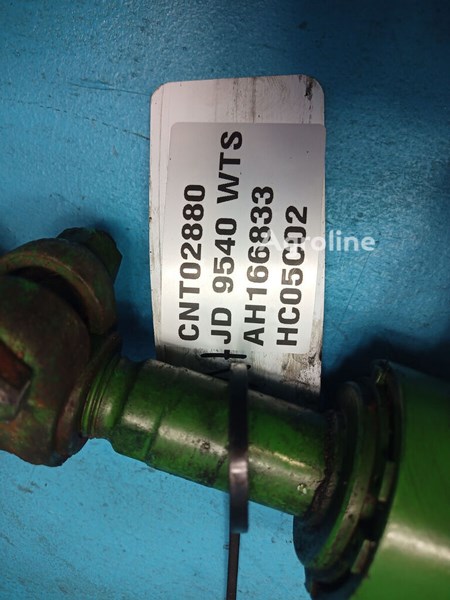 CNT02880
JD 9540 WTS
AH166833
HC05C02
Agroline